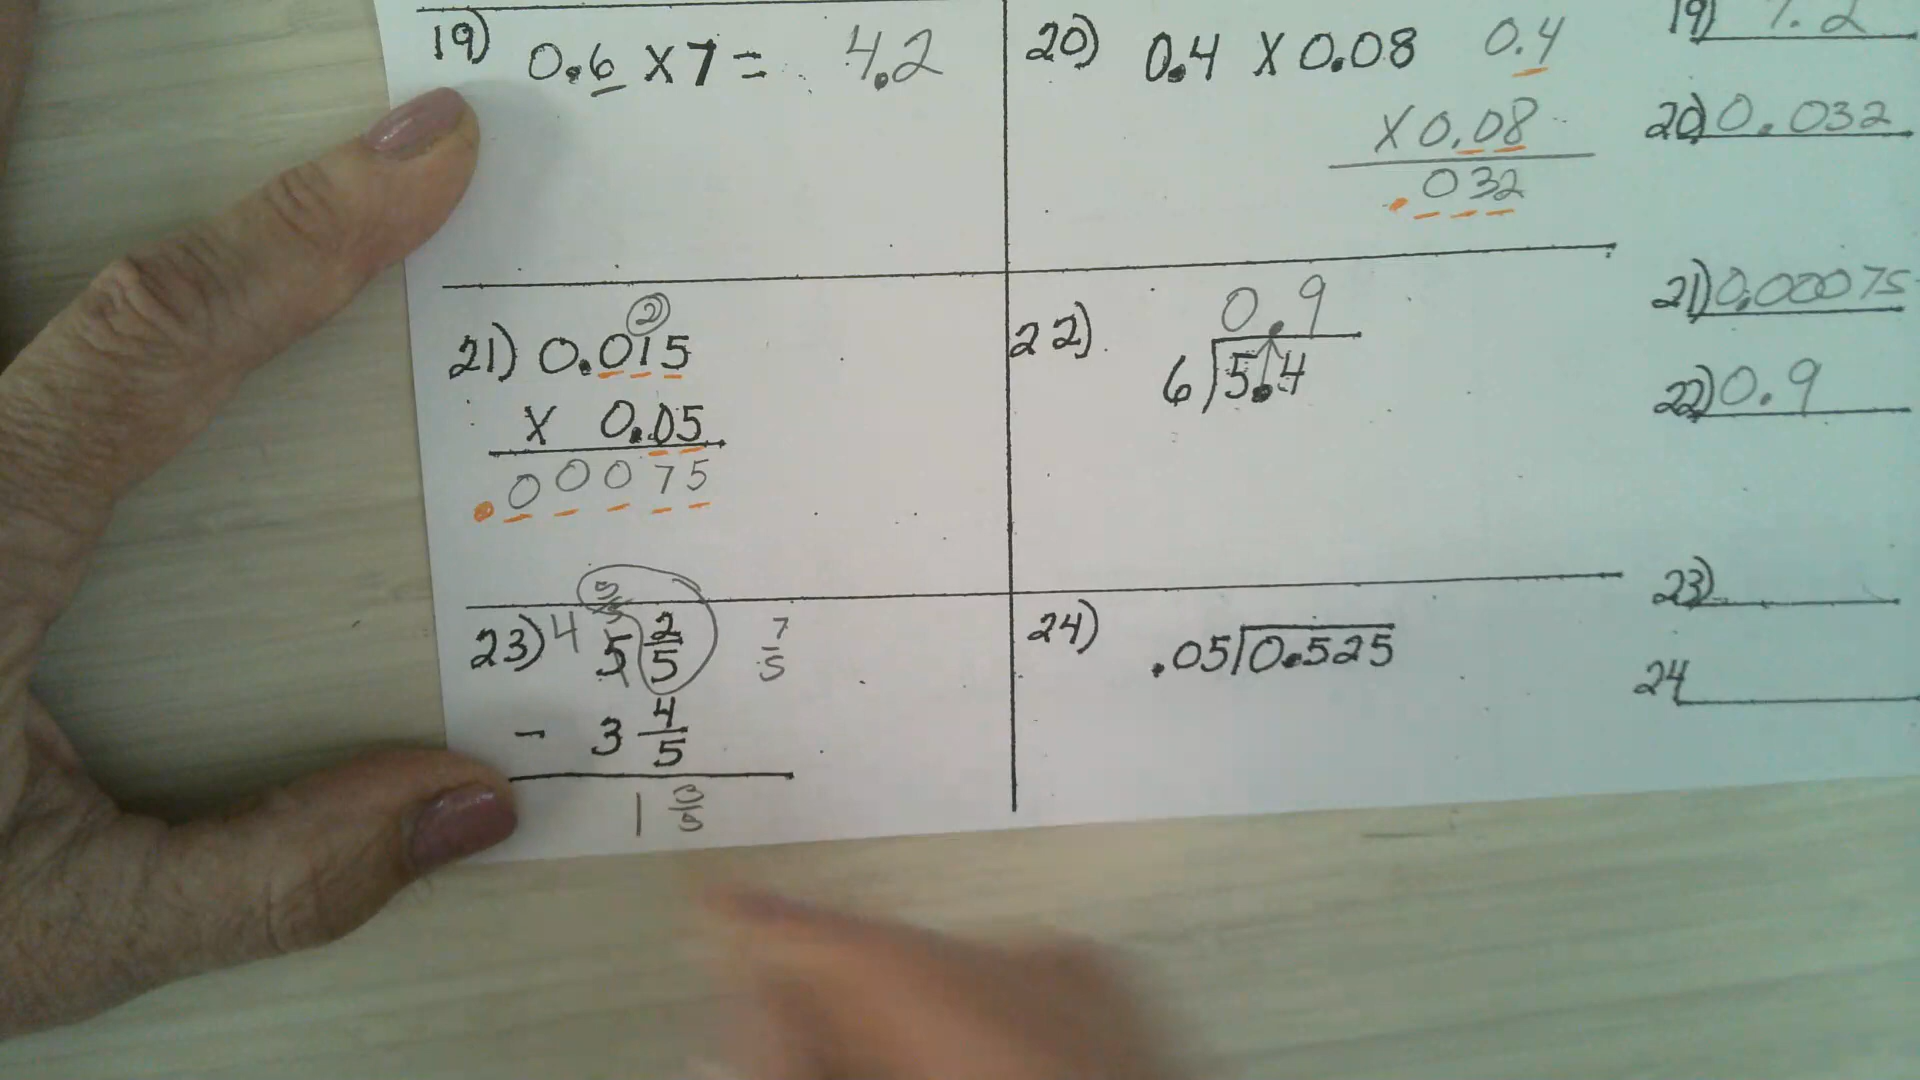 19) 0.6 x 7 = 4.2
20) 0.4 x 0.08
0.4
x 0.08
.032
21) 0.015
2
x 0.05
.00075
22) 6)5.4
0.9
23) 5 2/5
4 5/5
7/5
- 3 4/5
1 3/5
24) .05)0.525
19) .2
20) 0.032
21) 0.00075
22) 0.9
23)
24